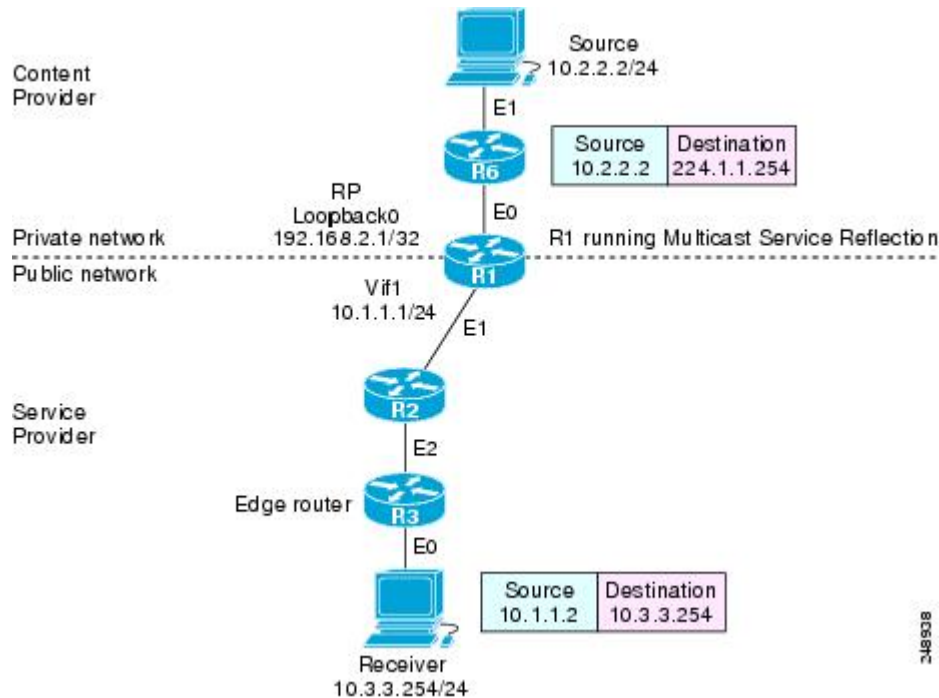 Source
10.2.2.2/24
Content
Provider
E1
R6
Source
10.2.2.2
Destination
224.1.1.254
RP
Loopback0
192.168.2.1/32
E0
Private network
R1
R1 running Multicast Service Reflection
Public network
Vif1
10.1.1.1/24
E1
R2
Service
Provider
E2
Edge router
R3
E0
Source
10.1.1.2
Destination
10.3.3.254
Receiver
10.3.3.254/24
248938